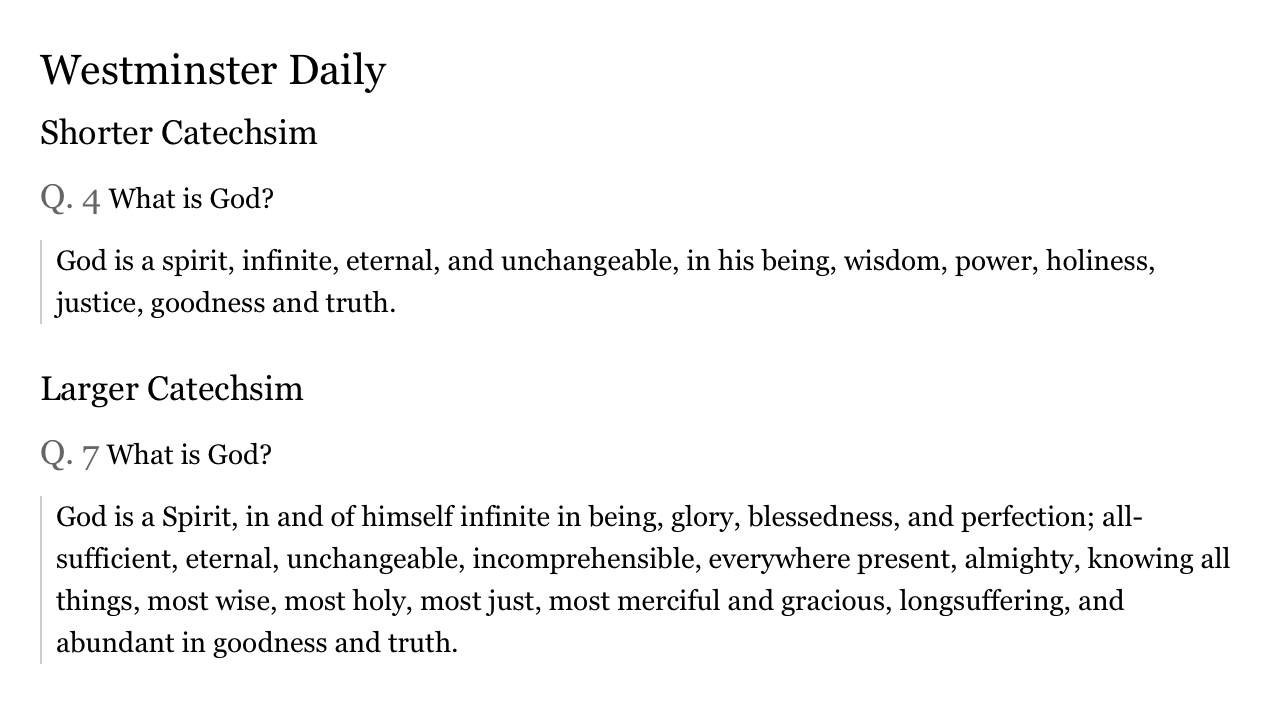 Westminster Daily
Shorter Catechsim
Q. 4 What is God?
God is a spirit, infinite, eternal, and unchangeable, in his being, wisdom, power, holiness,
justice, goodness and truth.
Larger Catechsim
Q. 7 What is God?
God is a Spirit, in and of himself infinite in being, glory, blessedness, and perfection; all-
sufficient, eternal, unchangeable, incomprehensible, everywhere present, almighty, knowing all
things, most wise, most holy, most just, most merciful and gracious, longsuffering, and
abundant in goodness and truth.